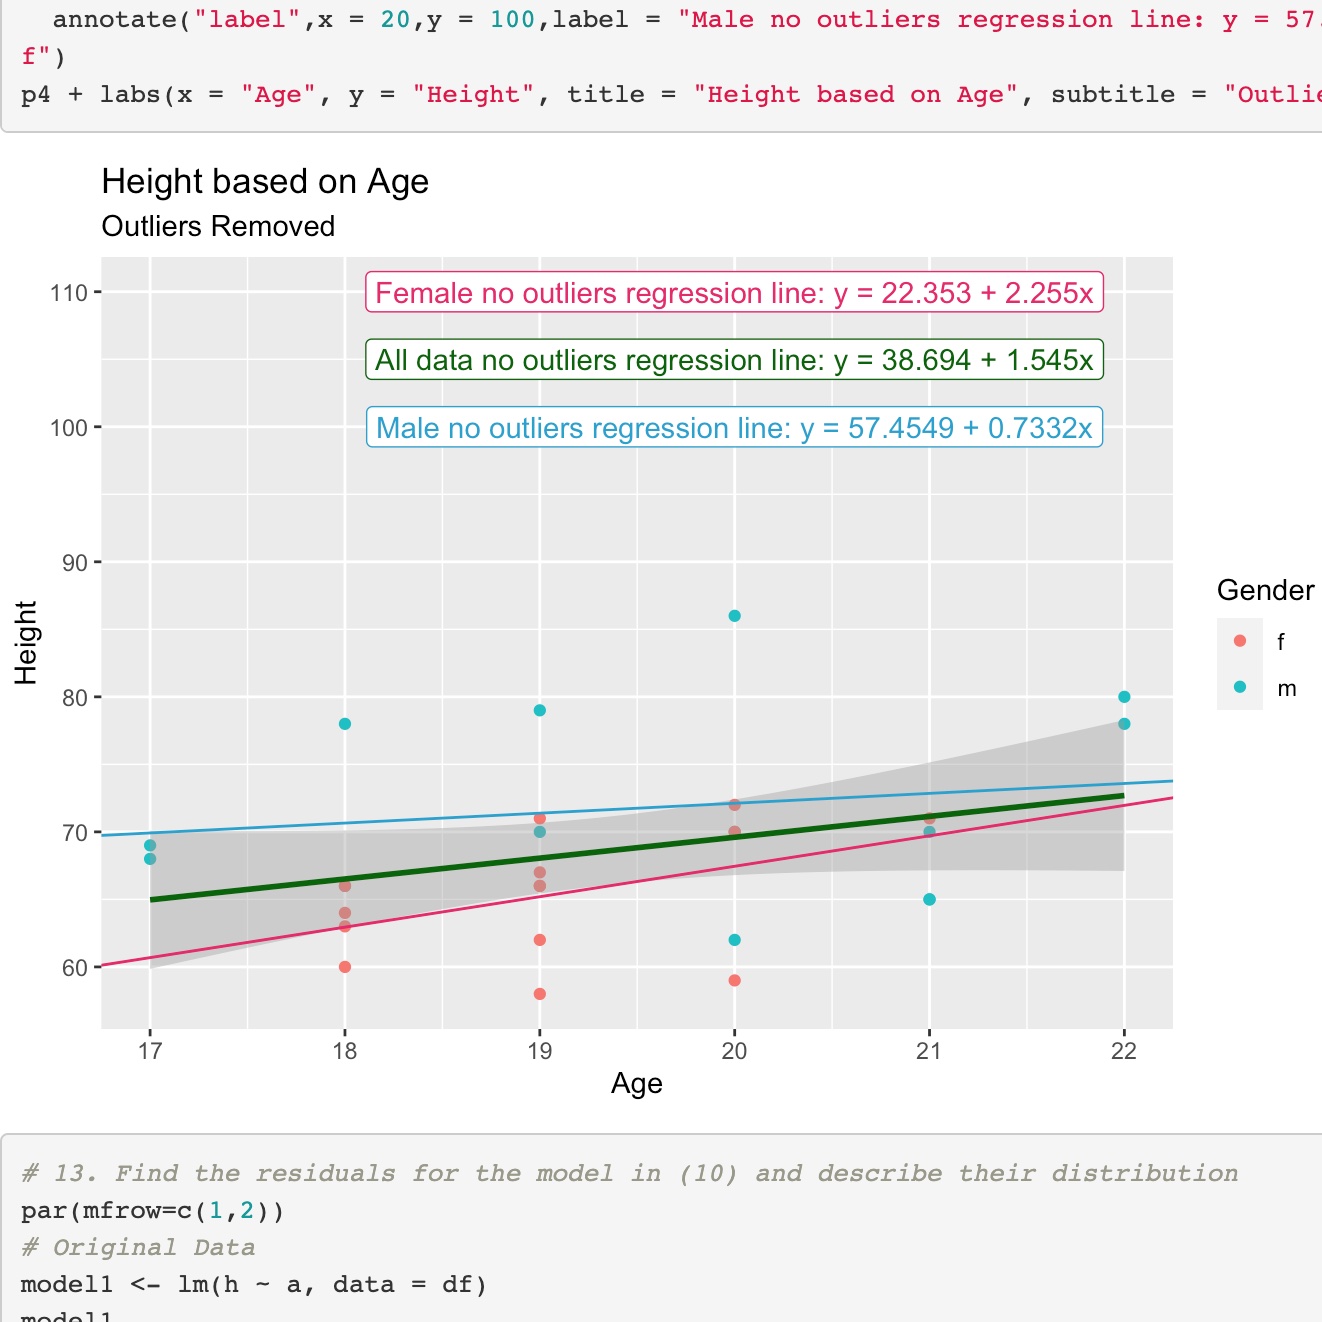 annotate("label",x = 20,y = 100,label = "Male no outliers regression line: y = 57.
f")
p4 + labs(x = "Age", y = "Height", title = "Height based on Age", subtitle = "Outlie
Height based on Age
Outliers Removed
110
100
90
80
70
60
Height
Female no outliers regression line: y = 22.353 + 2.255x
All data no outliers regression line: y = 38.694 + 1.545x
Male no outliers regression line: y = 57.4549 + 0.7332x
Gender
f
m
17 18 19 20 21 22
Age
# 13. Find the residuals for the model in (10) and describe their distribution
par(mfrow=c(1,2))
# Original Data
model1 <- lm(h ~ a, data = df)
model1